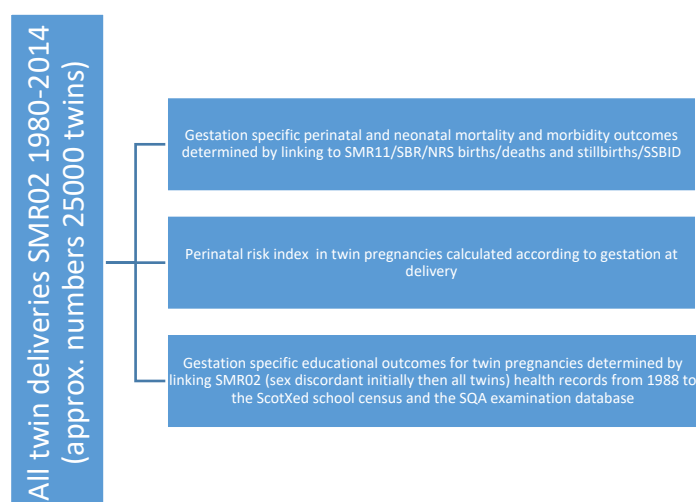 All twin deliveries SMR02 1980-2014
(approx. numbers 25000 twins)
Gestation specific perinatal and neonatal mortality and morbidity outcomes
determined by linking to SMR11/SBR/NRS births/deaths and stillbirths/SSBID
Perinatal risk index  in twin pregnancies calculated according to gestation at
delivery
Gestation specific educational outcomes for twin pregnancies determined by
linking SMR02 (sex discordant initially then all twins) health records from 1988 to
the ScotXed school census and the SQA examination database